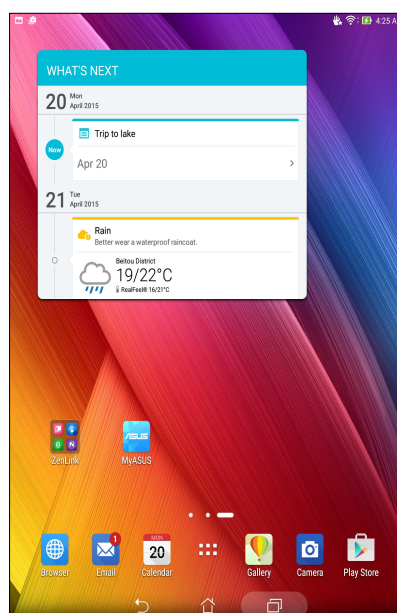 4:25 A
WHAT'S NEXT
20 Mon
April 2015
Now
Trip to lake
Apr 20
21 Tue
April 2015
Rain
Better wear a waterproof raincoat.
Beitou District
19/22°C
RealFeel® 16/21°C
/SUS
ZenLink
MyASUS
1
MON
20
Browser
Email
Calendar
Gallery
Camera
Play Store